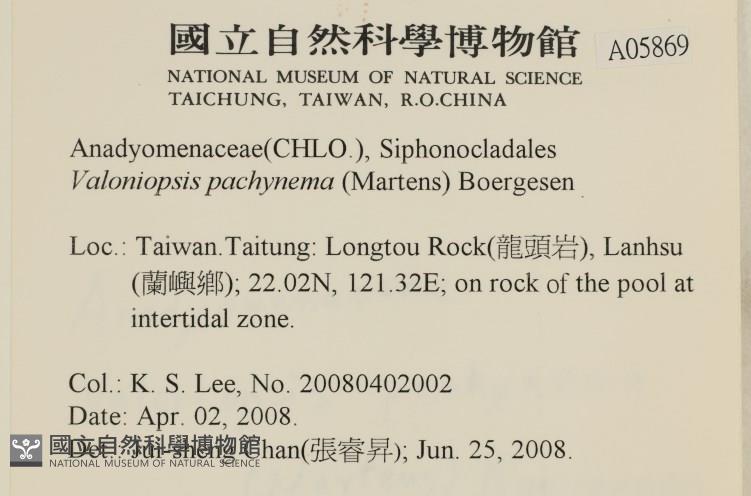 國立自然科學博物館
A05869
NATIONAL MUSEUM OF NATURAL SCIENCE
TAICHUNG, TAIWAN, R.O.CHINA
Anadyomenaceae(CHLO.), Siphonocladales
Valoniopsis pachynema (Martens) Boergesen
Loc.: Taiwan.Taitung: Longtou Rock(龍頭岩), Lanhsu
(蘭嶼鄉); 22.02N, 121.32E; on rock of the pool at
intertidal zone.
Col.: K. S. Lee, No. 20080402002
Date: Apr. 02, 2008.
Det.: Jui-sheng Chan(張睿昇); Jun. 25, 2008.
國立自然科學博物館
NATIONAL MUSEUM OF NATURAL SCIENCE